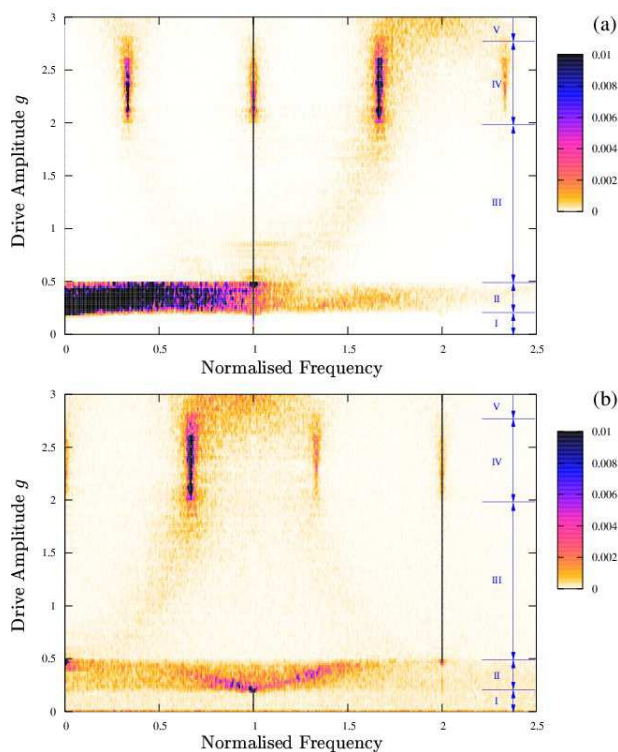 (a)
3
2.5
2
1.5
1
0.5
0
Drive Amplitude g
V
IV
III
II
I
0.01
0.008
0.006
0.004
0.002
0
0 0.5 1 1.5 2 2.5
Normalised Frequency
(b)
3
2.5
2
1.5
1
0.5
0
Drive Amplitude g
V
IV
III
II
I
0.01
0.008
0.006
0.004
0.002
0
0 0.5 1 1.5 2 2.5
Normalised Frequency